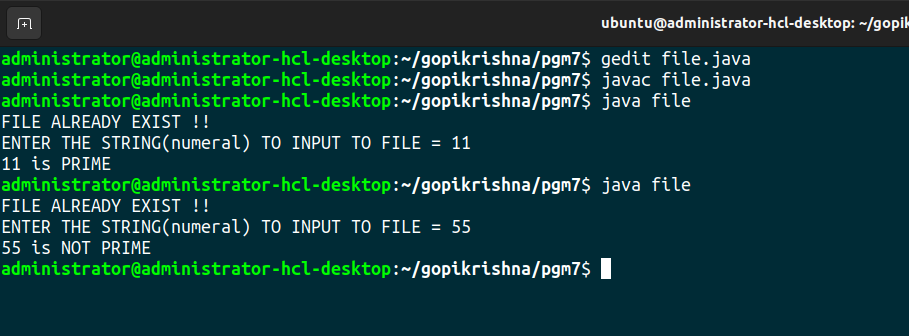 ubuntu@administrator-hcl-desktop: ~/gopik
administrator@administrator-hcl-desktop:~/gopikrishna/pgm7$ gedit file.java
administrator@administrator-hcl-desktop:~/gopikrishna/pgm7$ javac file.java
administrator@administrator-hcl-desktop:~/gopikrishna/pgm7$ java file
FILE ALREADY EXIST !!
ENTER THE STRING(numeral) TO INPUT TO FILE = 11
11 is PRIME
administrator@administrator-hcl-desktop:~/gopikrishna/pgm7$ java file
FILE ALREADY EXIST !!
ENTER THE STRING(numeral) TO INPUT TO FILE = 55
55 is NOT PRIME
administrator@administrator-hcl-desktop:~/gopikrishna/pgm7$